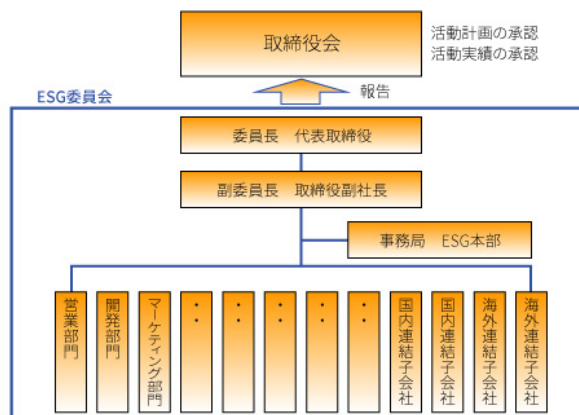 取締役会
活動計画の承認
活動実績の承認
報告
ESG委員会
委員長 代表取締役
副委員長 取締役副社長
事務局 ESG本部
営業部門
開発部門
マーケティング部門
・・
・・
・・
・・
・・
国内連結子会社
国内連結子会社
海外連結子会社
海外連結子会社